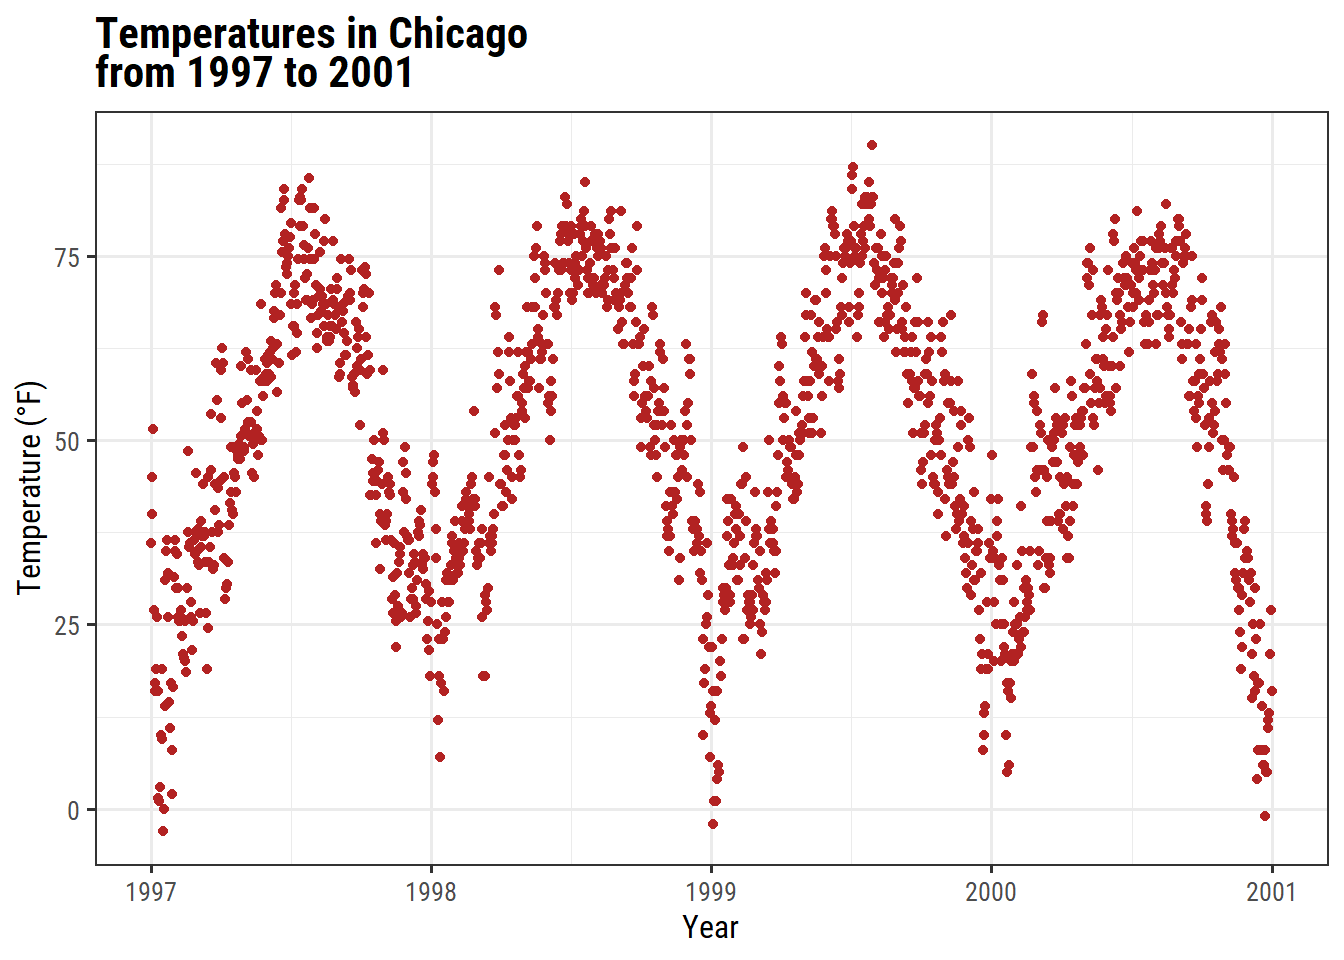 Temperatures in Chicago
from 1997 to 2001
Temperature (°F)
75
50
25
0
1997 1998 1999 2000 2001
Year